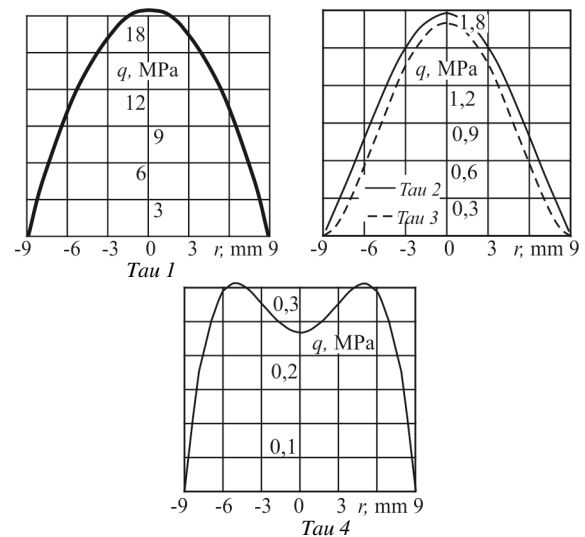 18
q, MPa
12
9
6
3
-9 -6 -3 0 3 r, mm 9
Tau 1
1,8
q, MPa
1,2
0,9
0,6
Tau 2
Tau 3
0,3
-9 -6 -3 0 3 r, mm 9
0,3
q, MPa
0,2
0,1
-9 -6 -3 0 3 r, mm 9
Tau 4